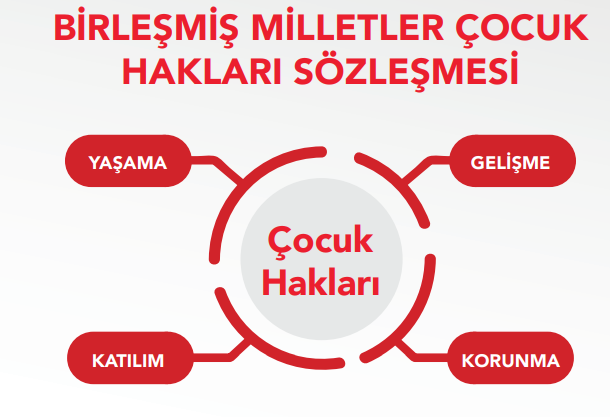 BİRLEŞMİŞ MİLLETLER ÇOCUK
HAKLARI SÖZLEŞMESİ
YAŞAMA
GELİŞME
Çocuk
Hakları
KATILIM
KORUNMA